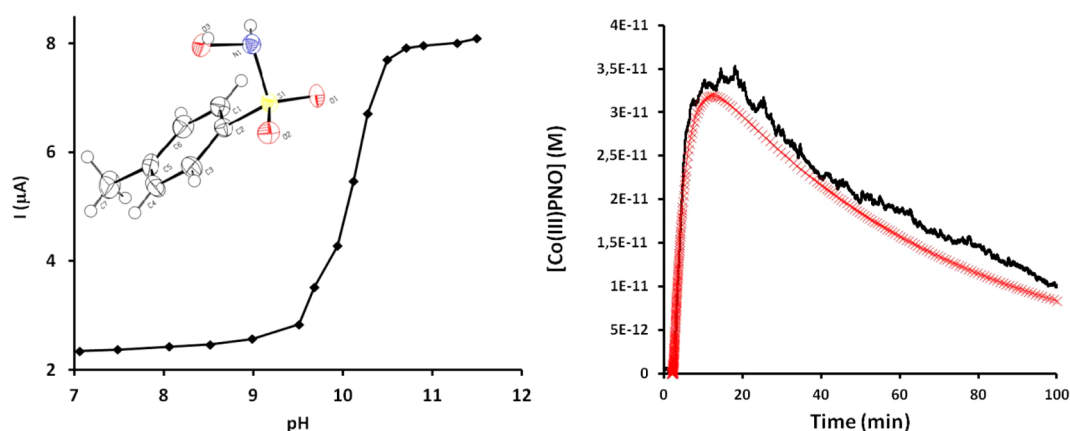 8
6
4
2
I (µA)
7 8 9 10 11 12
pH
O3
N1
S1
O1
O2
C1
C2
C6
C5
C3
C4
C7
4E-11
3,5E-11
3E-11
2,5E-11
2E-11
1,5E-11
1E-11
5E-12
0
[Co(III)PNO] (M)
0 20 40 60 80 100
Time (min)